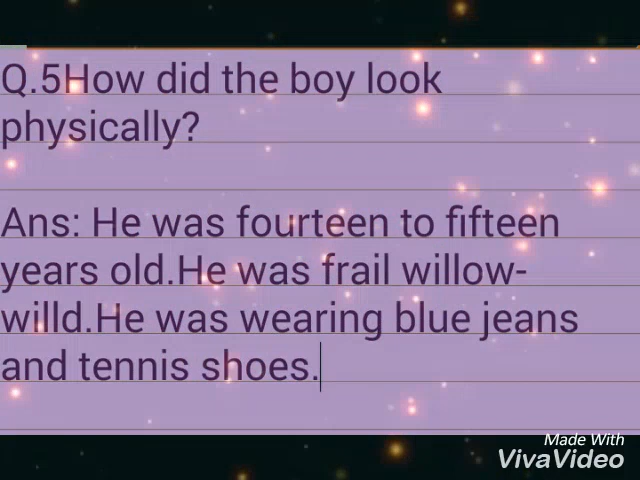 Q.5How did the boy look
physically?
Ans: He was fourteen to fifteen
years old.He was frail willow-
willd.He was wearing blue jeans
and tennis shoes.
Made With
VivaVideo